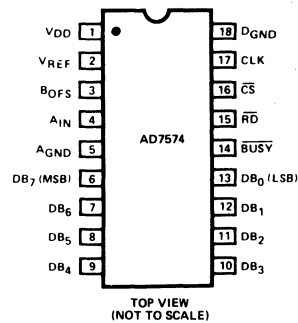 VDD 1 18 DGND
VREF 2 17 CLK
BOFS 3 16 CS
AIN 4 15 RD
AD7574
AGND 5 14 BUSY
DB7 (MSB) 6 13 DB0 (LSB)
DB6 7 12 DB1
DB5 8 11 DB2
DB4 9 10 DB3
TOP VIEW
(NOT TO SCALE)